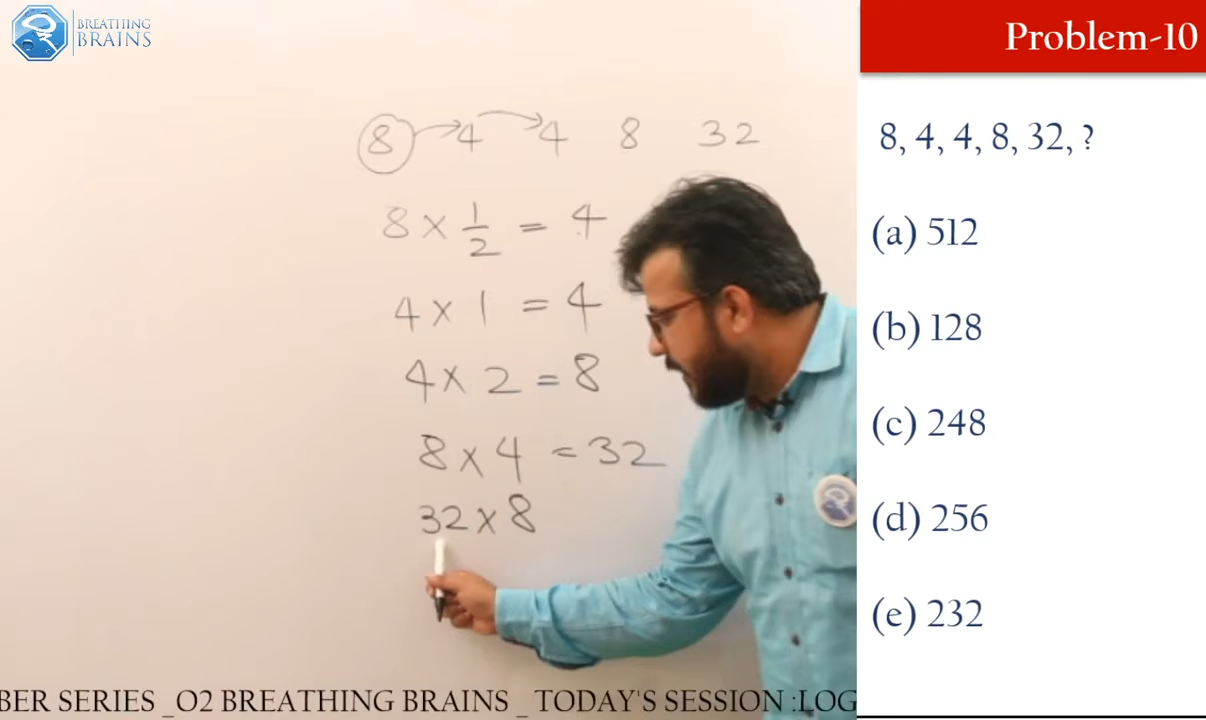 BREATHING
BRAINS
Problem-10
8 4 4 8 32
8 × 1/2 = 4
4 × 1 = 4
4 × 2 = 8
8 × 4 = 32
32 × 8
8, 4, 4, 8, 32, ?
(a) 512
(b) 128
(c) 248
(d) 256
(e) 232
BER SERIES _O2 BREATHING BRAINS _ TODAY'S SESSION :LOG